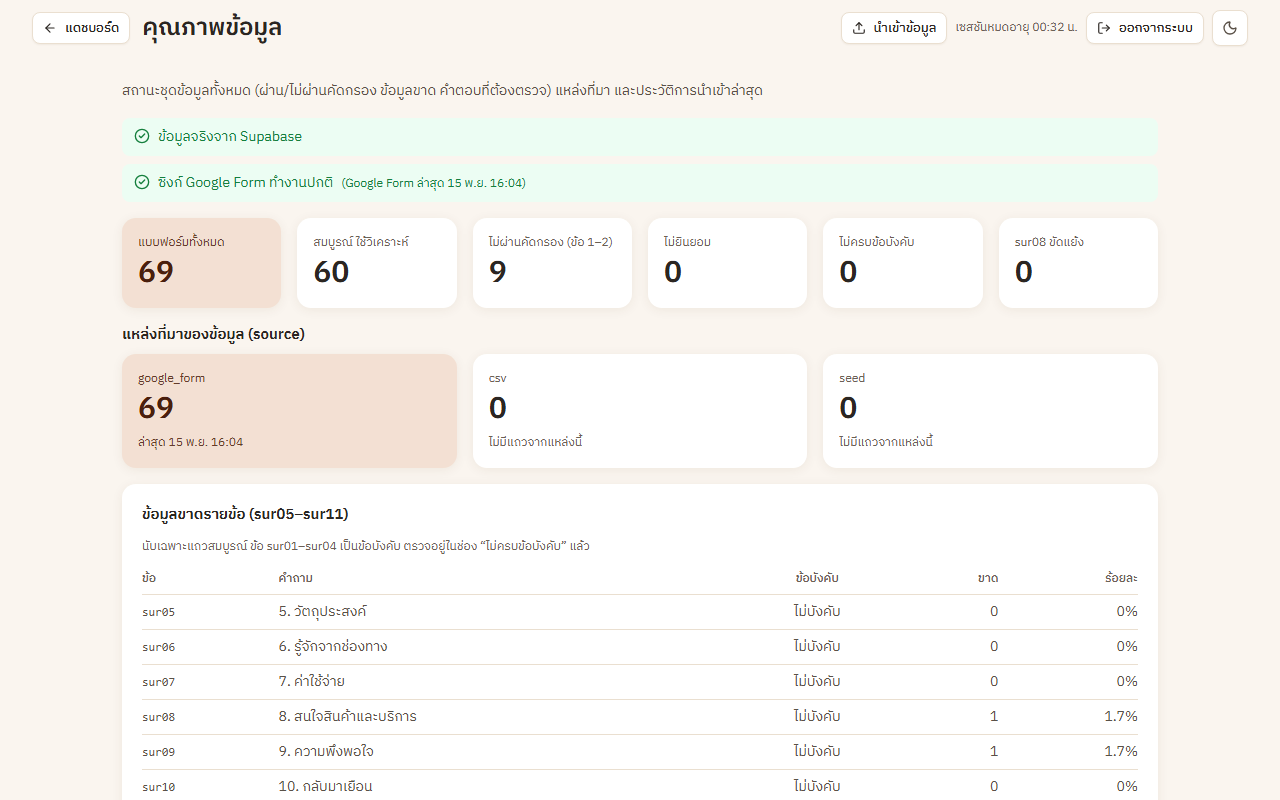 แดชบอร์ด คุณภาพข้อมูล นำเข้าข้อมูล เซสชันหมดอายุ 00:32 น. ออกจากระบบ
สถานะชุดข้อมูลทั้งหมด (ผ่าน/ไม่ผ่านคัดกรอง ข้อมูลขาด คำตอบที่ต้องตรวจ) แหล่งที่มา และประวัติการนำเข้าล่าสุด
ข้อมูลจริงจาก Supabase
ซิงก์ Google Form ทำงานปกติ (Google Form ล่าสุด 15 พ.ย. 16:04)
แบบฟอร์มทั้งหมด สมบูรณ์ ใช้วิเคราะห์ ไม่ผ่านคัดกรอง (ข้อ 1–2) ไม่ยินยอม ไม่ครบข้อบังคับ sur08 ขัดแย้ง
69 60 9 0 0 0
แหล่งที่มาของข้อมูล (source)
google_form csv seed
69 0 0
ล่าสุด 15 พ.ย. 16:04 ไม่มีแถวจากแหล่งนี้ ไม่มีแถวจากแหล่งนี้
ข้อมูลขาดรายข้อ (sur05–sur11)
นับเฉพาะแถวสมบูรณ์ ข้อ sur01–sur04 เป็นข้อบังคับ ตรวจอยู่ในช่อง “ไม่ครบข้อบังคับ” แล้ว
ข้อ คำถาม ข้อบังคับ ขาด ร้อยละ
sur05 5. วัตถุประสงค์ ไม่บังคับ 0 0%
sur06 6. รู้จักจากช่องทาง ไม่บังคับ 0 0%
sur07 7. ค่าใช้จ่าย ไม่บังคับ 0 0%
sur08 8. สนใจสินค้าและบริการ ไม่บังคับ 1 1.7%
sur09 9. ความพึงพอใจ ไม่บังคับ 1 1.7%
sur10 10. กลับมาเยือน ไม่บังคับ 0 0%